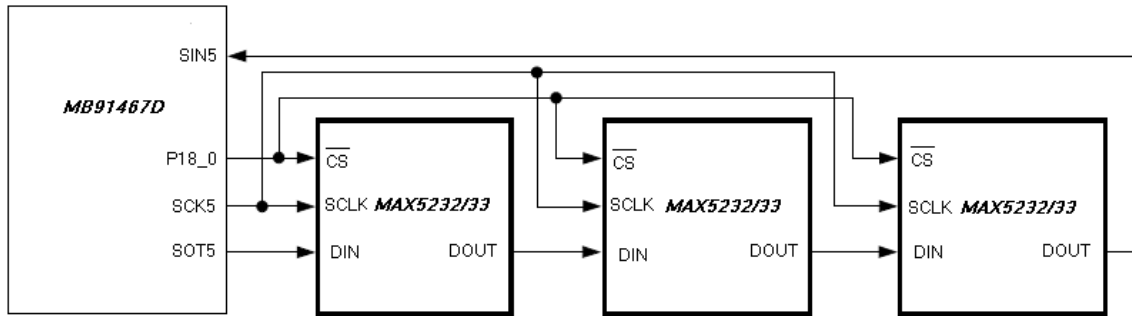 SIN5
MB91467D
P18_0
SCK5
SOT5
CS
SCLK MAX5232/33
DIN DOUT
CS
SCLK MAX5232/33
DIN DOUT
CS
SCLK MAX5232/33
DIN DOUT